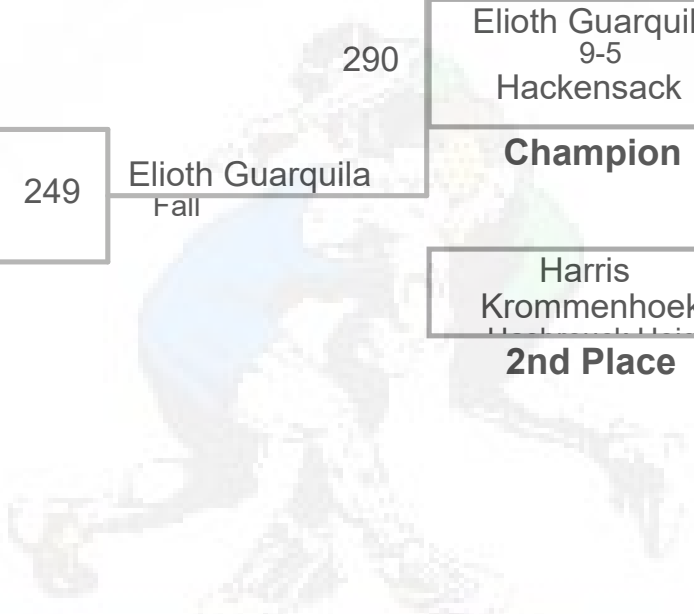 290
Elioth Guarquil
9-5
Hackensack
Champion
249
Elioth Guarquila
Fall
Harris
Krommenhoek
2nd Place